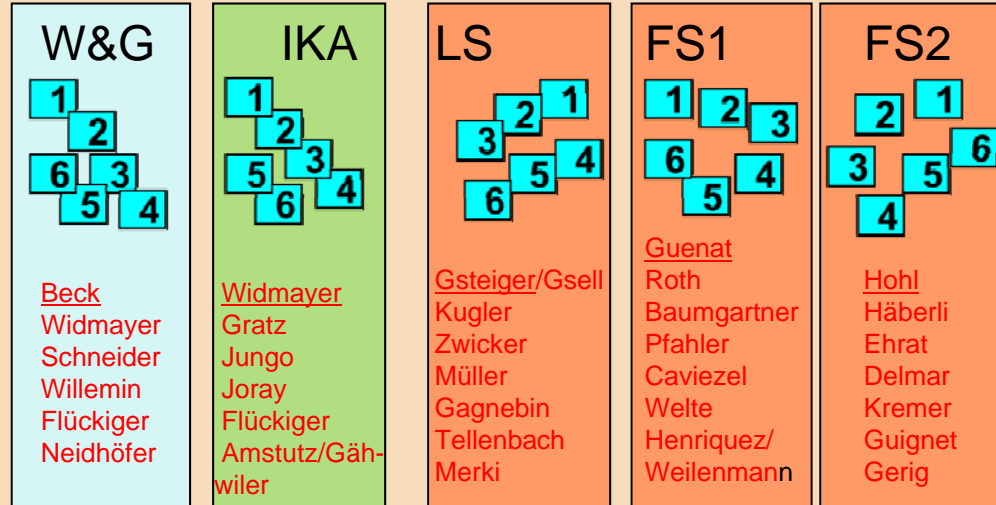 W&G
1
2
6 3
5 4
Beck
Widmayer
Schneider
Willemin
Flückiger
Neidhöfer
IKA
1
2
3
5 4
6
Widmayer
Gratz
Jungo
Joray
Flückiger
Amstutz/Gäh-
wiler
LS
1
2
3
4
5
6
Gsteiger/Gsell
Kugler
Zwicker
Müller
Gagnebin
Tellenbach
Merki
FS1
1 2 3
6 4
5
Guenat
Roth
Baumgartner
Pfahler
Caviezel
Welte
Henriquez/
Weilenmann
FS2
1
2
6
3 5
4
Hohl
Häberli
Ehrat
Delmar
Kremer
Guignet
Gerig